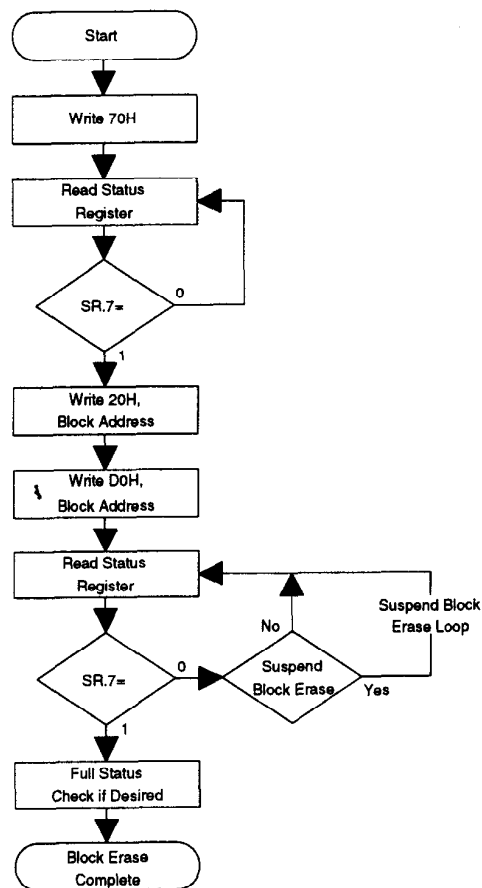 Start
Write 70H
Read Status
Register
SR.7=
0
1
Write 20H,
Block Address
Write D0H,
Block Address
Read Status
Register
Suspend Block
Erase Loop
No
SR.7=
0
Suspend
Block Erase
Yes
1
Full Status
Check if Desired
Block Erase
Complete